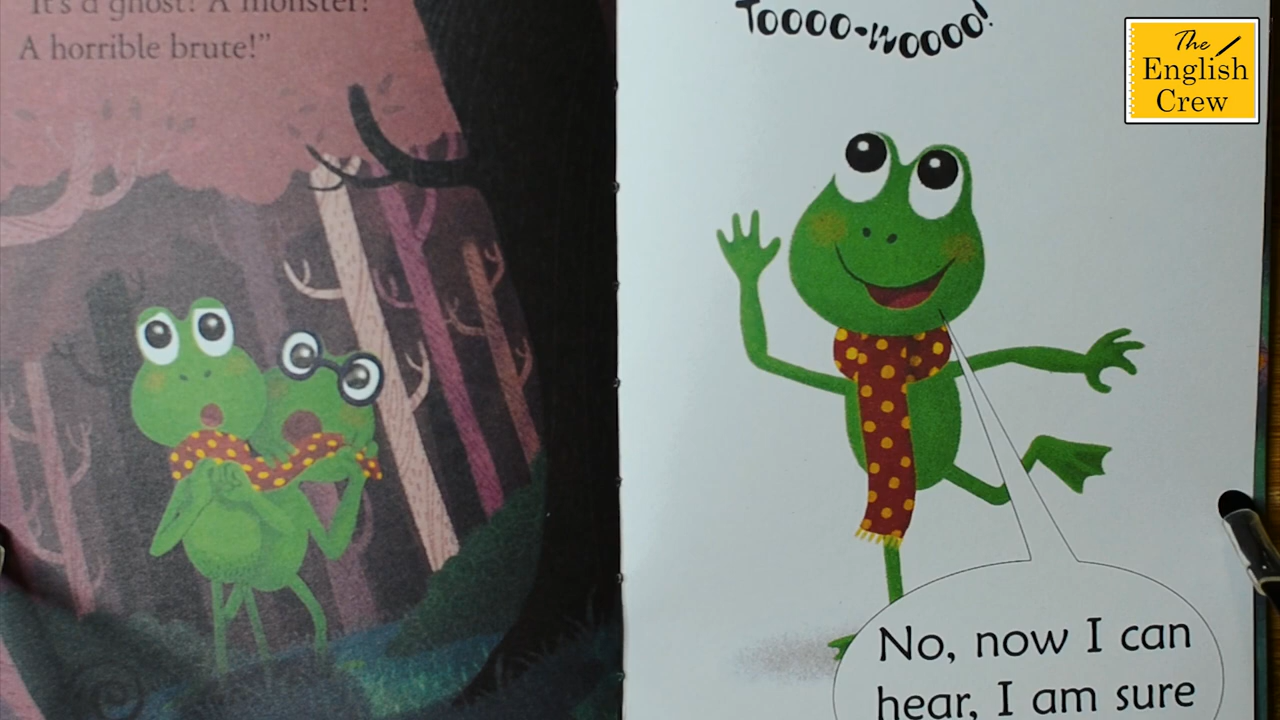 "It's a ghost! A monster!
A horrible brute!"
Toooo-woooo!
No, now I can
hear, I am sure
The
English
Crew